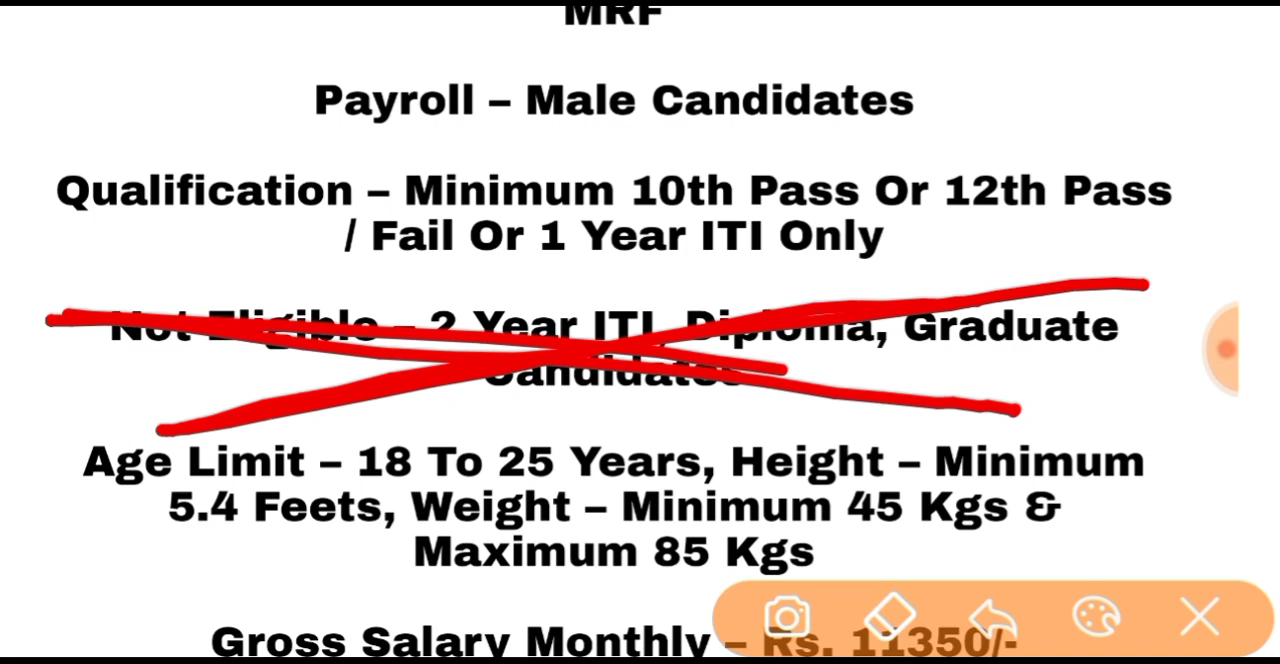 MRF
Payroll – Male Candidates
Qualification – Minimum 10th Pass Or 12th Pass
/ Fail Or 1 Year ITI Only
Not Eligible – 2 Year ITI, Diploma, Graduate
Candidates
Age Limit – 18 To 25 Years, Height – Minimum
5.4 Feets, Weight – Minimum 45 Kgs &
Maximum 85 Kgs
Gross Salary Monthly – Rs. 11350/-